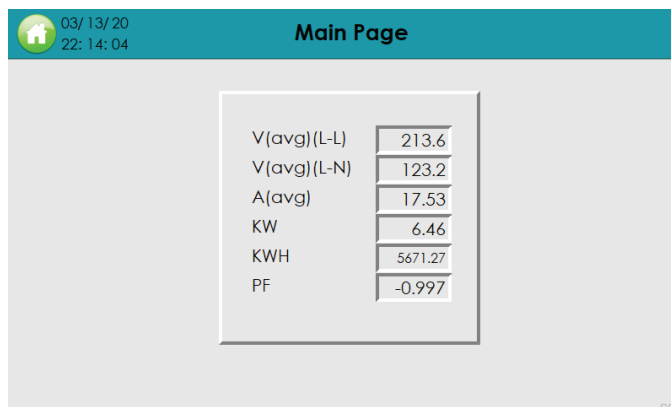 03/13/20
22:14:04
Main Page
V(avg)(L-L) 213.6
V(avg)(L-N) 123.2
A(avg) 17.53
KW 6.46
KWH 5671.27
PF -0.997